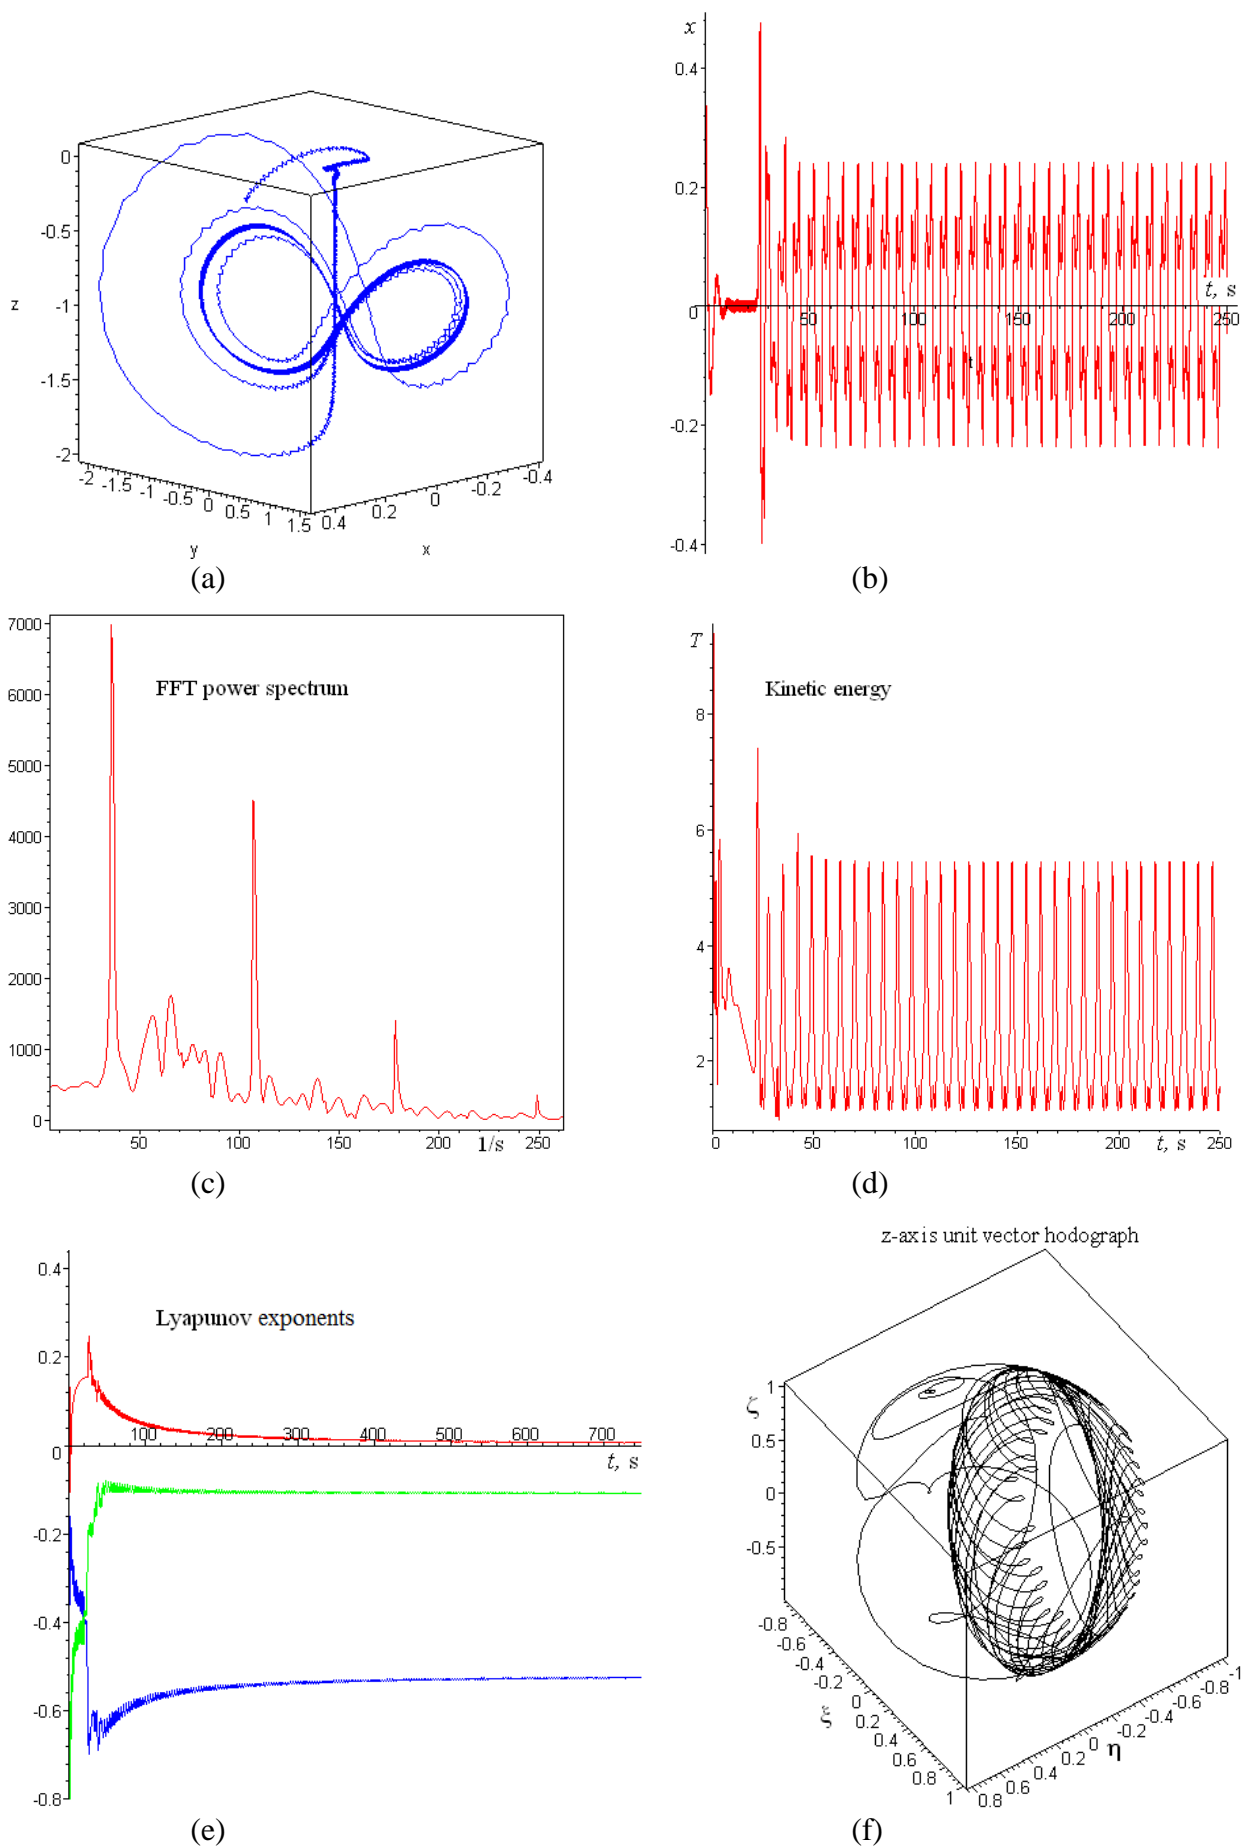 0
-0.5
z
-1
-1.5
-2
-2 -1.5 -1 -0.5 0 0.5 1 1.5
0.4 0.2 0 -0.2 -0.4
y
x
(a)
x
0.4
0.2
t, s
0
50 100 150 200 250
t
-0.2
-0.4
(b)
7000
FFT power spectrum
6000
5000
4000
3000
2000
1000
0
50 100 150 200 250
1/s
(c)
T
Kinetic energy
8
6
4
2
0 50 100 150 200 250
t, s
(d)
0.4
Lyapunov exponents
0.2
100 200 300 400 500 600 700
0
t, s
-0.2
-0.4
-0.6
-0.8
(e)
z-axis unit vector hodograph
1
ζ
0.5
0
-0.5
-0.8 -0.6 -0.4 -0.2 0 0.2 0.4 0.6 0.8 1
ξ
0.8 0.6 0.4 0.2 0 -0.2 -0.4 -0.6 -0.8 -1
η
(f)